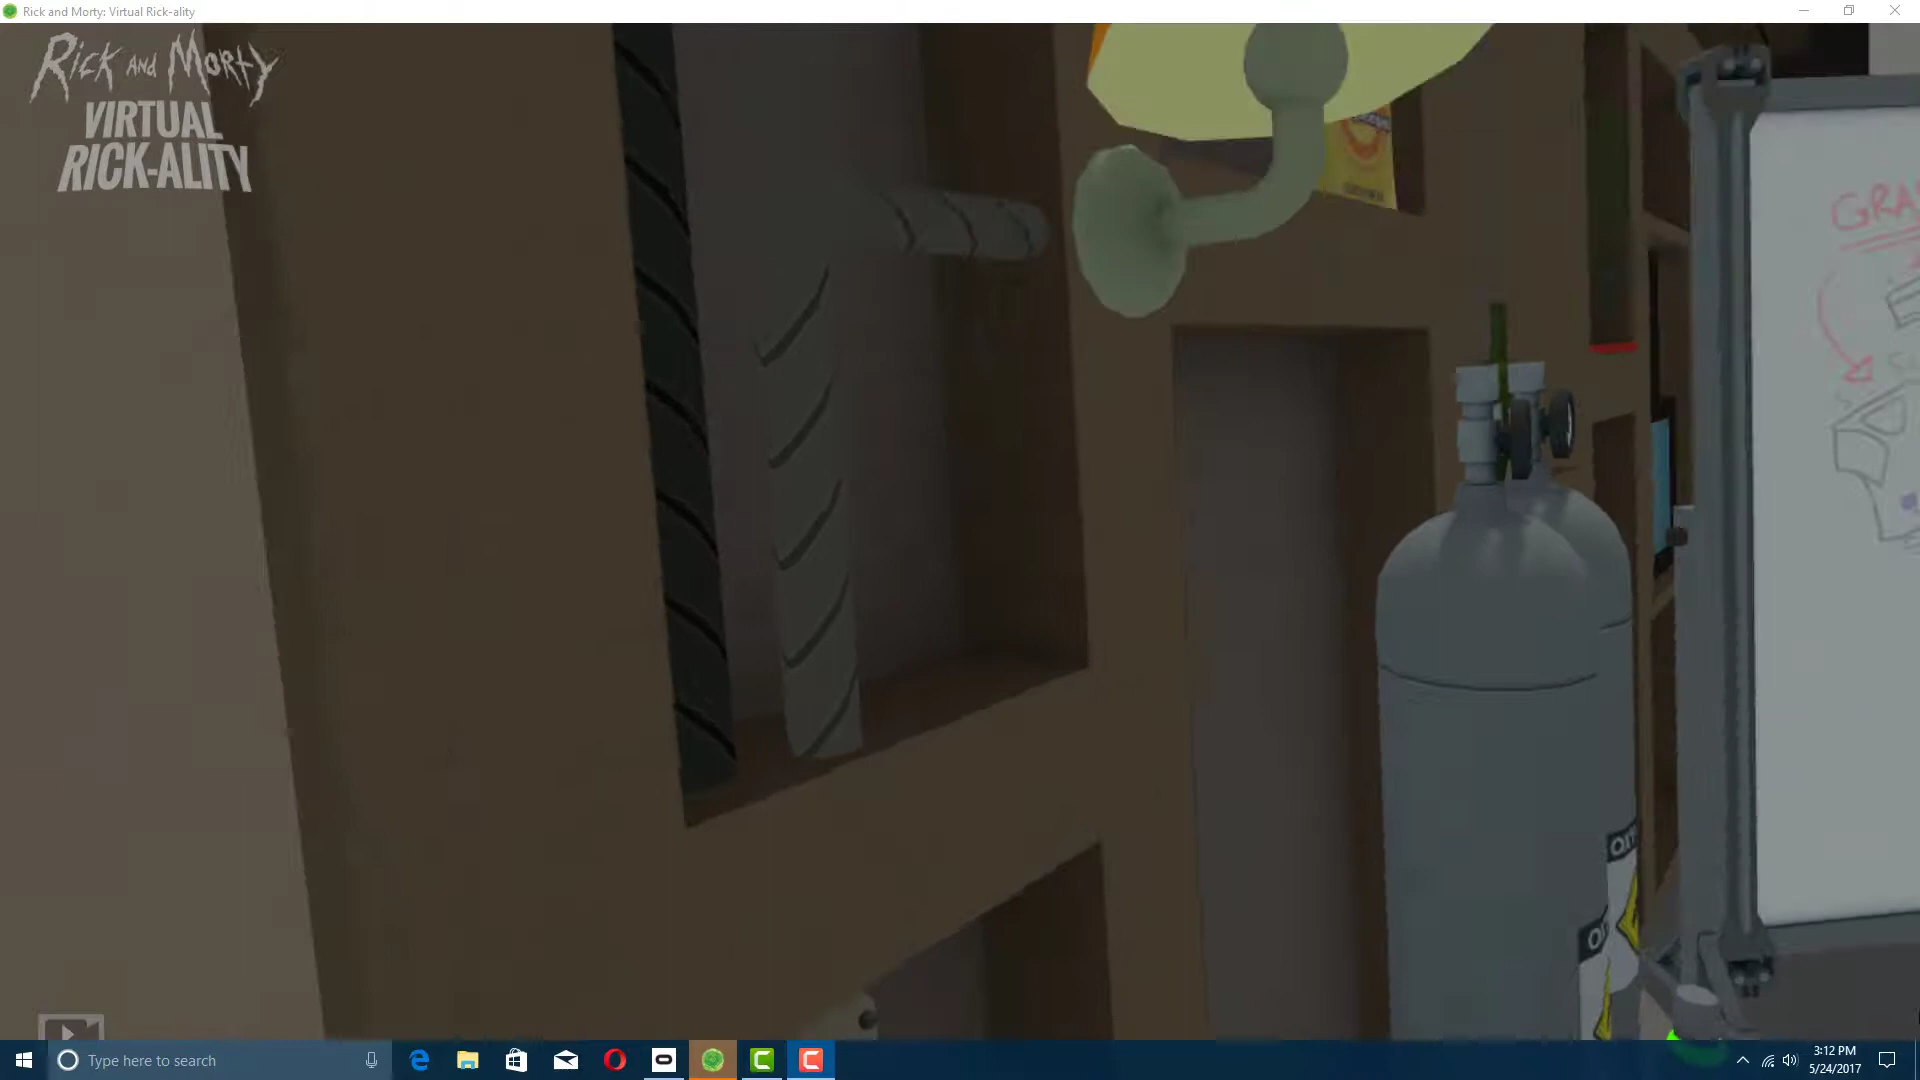 Rick and Morty: Virtual Rick-ality
RICK AND MORTY
VIRTUAL
RICK-ALITY
GRA
Type here to search
3:12 PM
5/24/2017